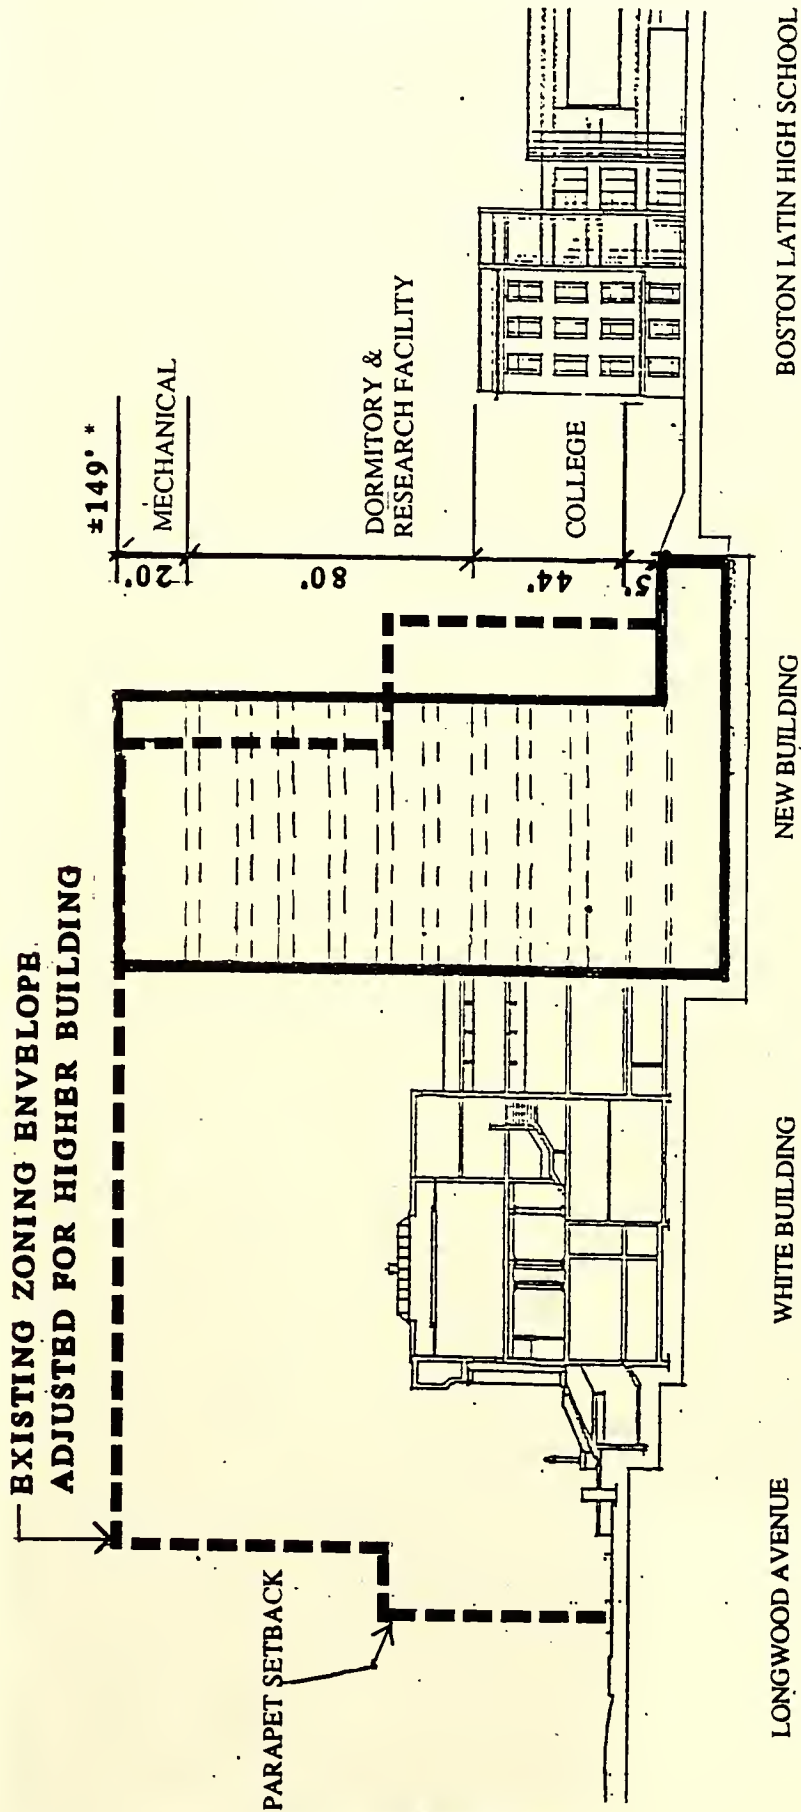 EXISTING ZONING ENVELOPE
ADJUSTED FOR HIGHER BUILDING
PARAPET SETBACK
±149' *
20'
MECHANICAL
80'
DORMITORY &
RESEARCH FACILITY
44'
COLLEGE
5'
LONGWOOD AVENUE
WHITE BUILDING
NEW BUILDING
BOSTON LATIN HIGH SCHOOL